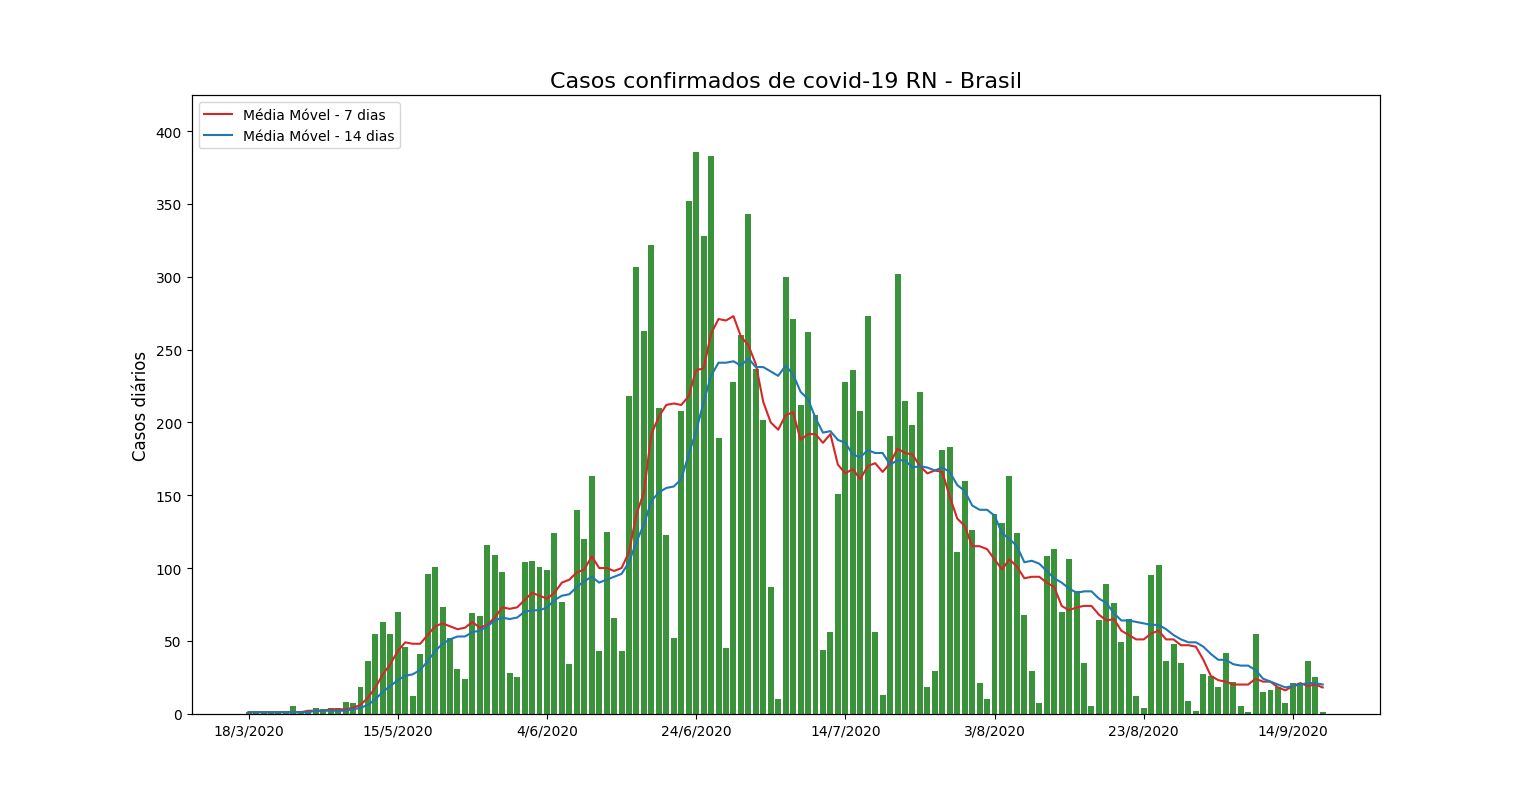 Casos confirmados de covid-19 RN - Brasil
Média Móvel - 7 dias
Média Móvel - 14 dias
Casos diários
400
350
300
250
200
150
100
50
0
18/3/2020 15/5/2020 4/6/2020 24/6/2020 14/7/2020 3/8/2020 23/8/2020 14/9/2020